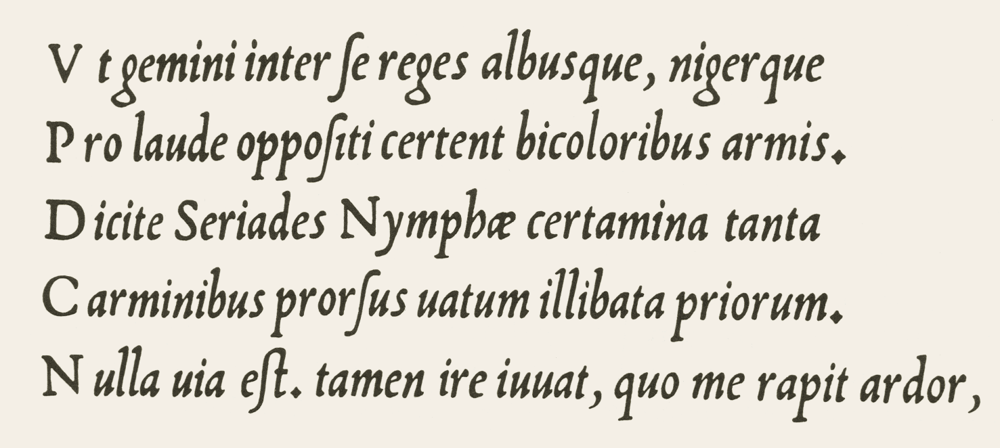 V t gemini inter ſe reges albusque, nigerque
P ro laude oppoſiti certent bicoloribus armis.
D icite Seriades Nymphæ certamina tanta
C arminibus prorſus uatum illibata priorum.
N ulla uia eſt. tamen ire iuuat, quo me rapit ardor,